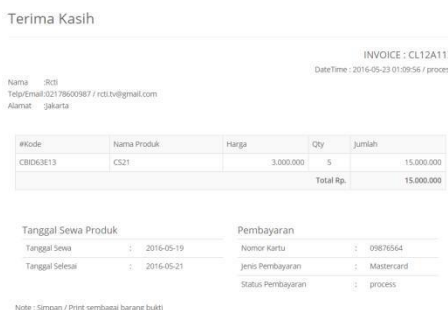 Terima Kasih
INVOICE : CL12A11
DateTime : 2016-05-23 01:09:56 / proces
Nama :Rcti
Telp/Email:02178600987 / rcti.tv@gmail.com
Alamat :Jakarta
#Kode Nama Produk Harga Qty Jumlah
CBID63E13 CS21 3.000.000 5 15.000.000
Total Rp. 15.000.000
Tanggal Sewa Produk Pembayaran
Tanggal Sewa : 2016-05-19 Nomor Kartu : 09876564
Tanggal Selesai : 2016-05-21 Jenis Pembayaran : Mastercard
Status Pembayaran : process
Note : Simpan / Print sembagai barang bukti